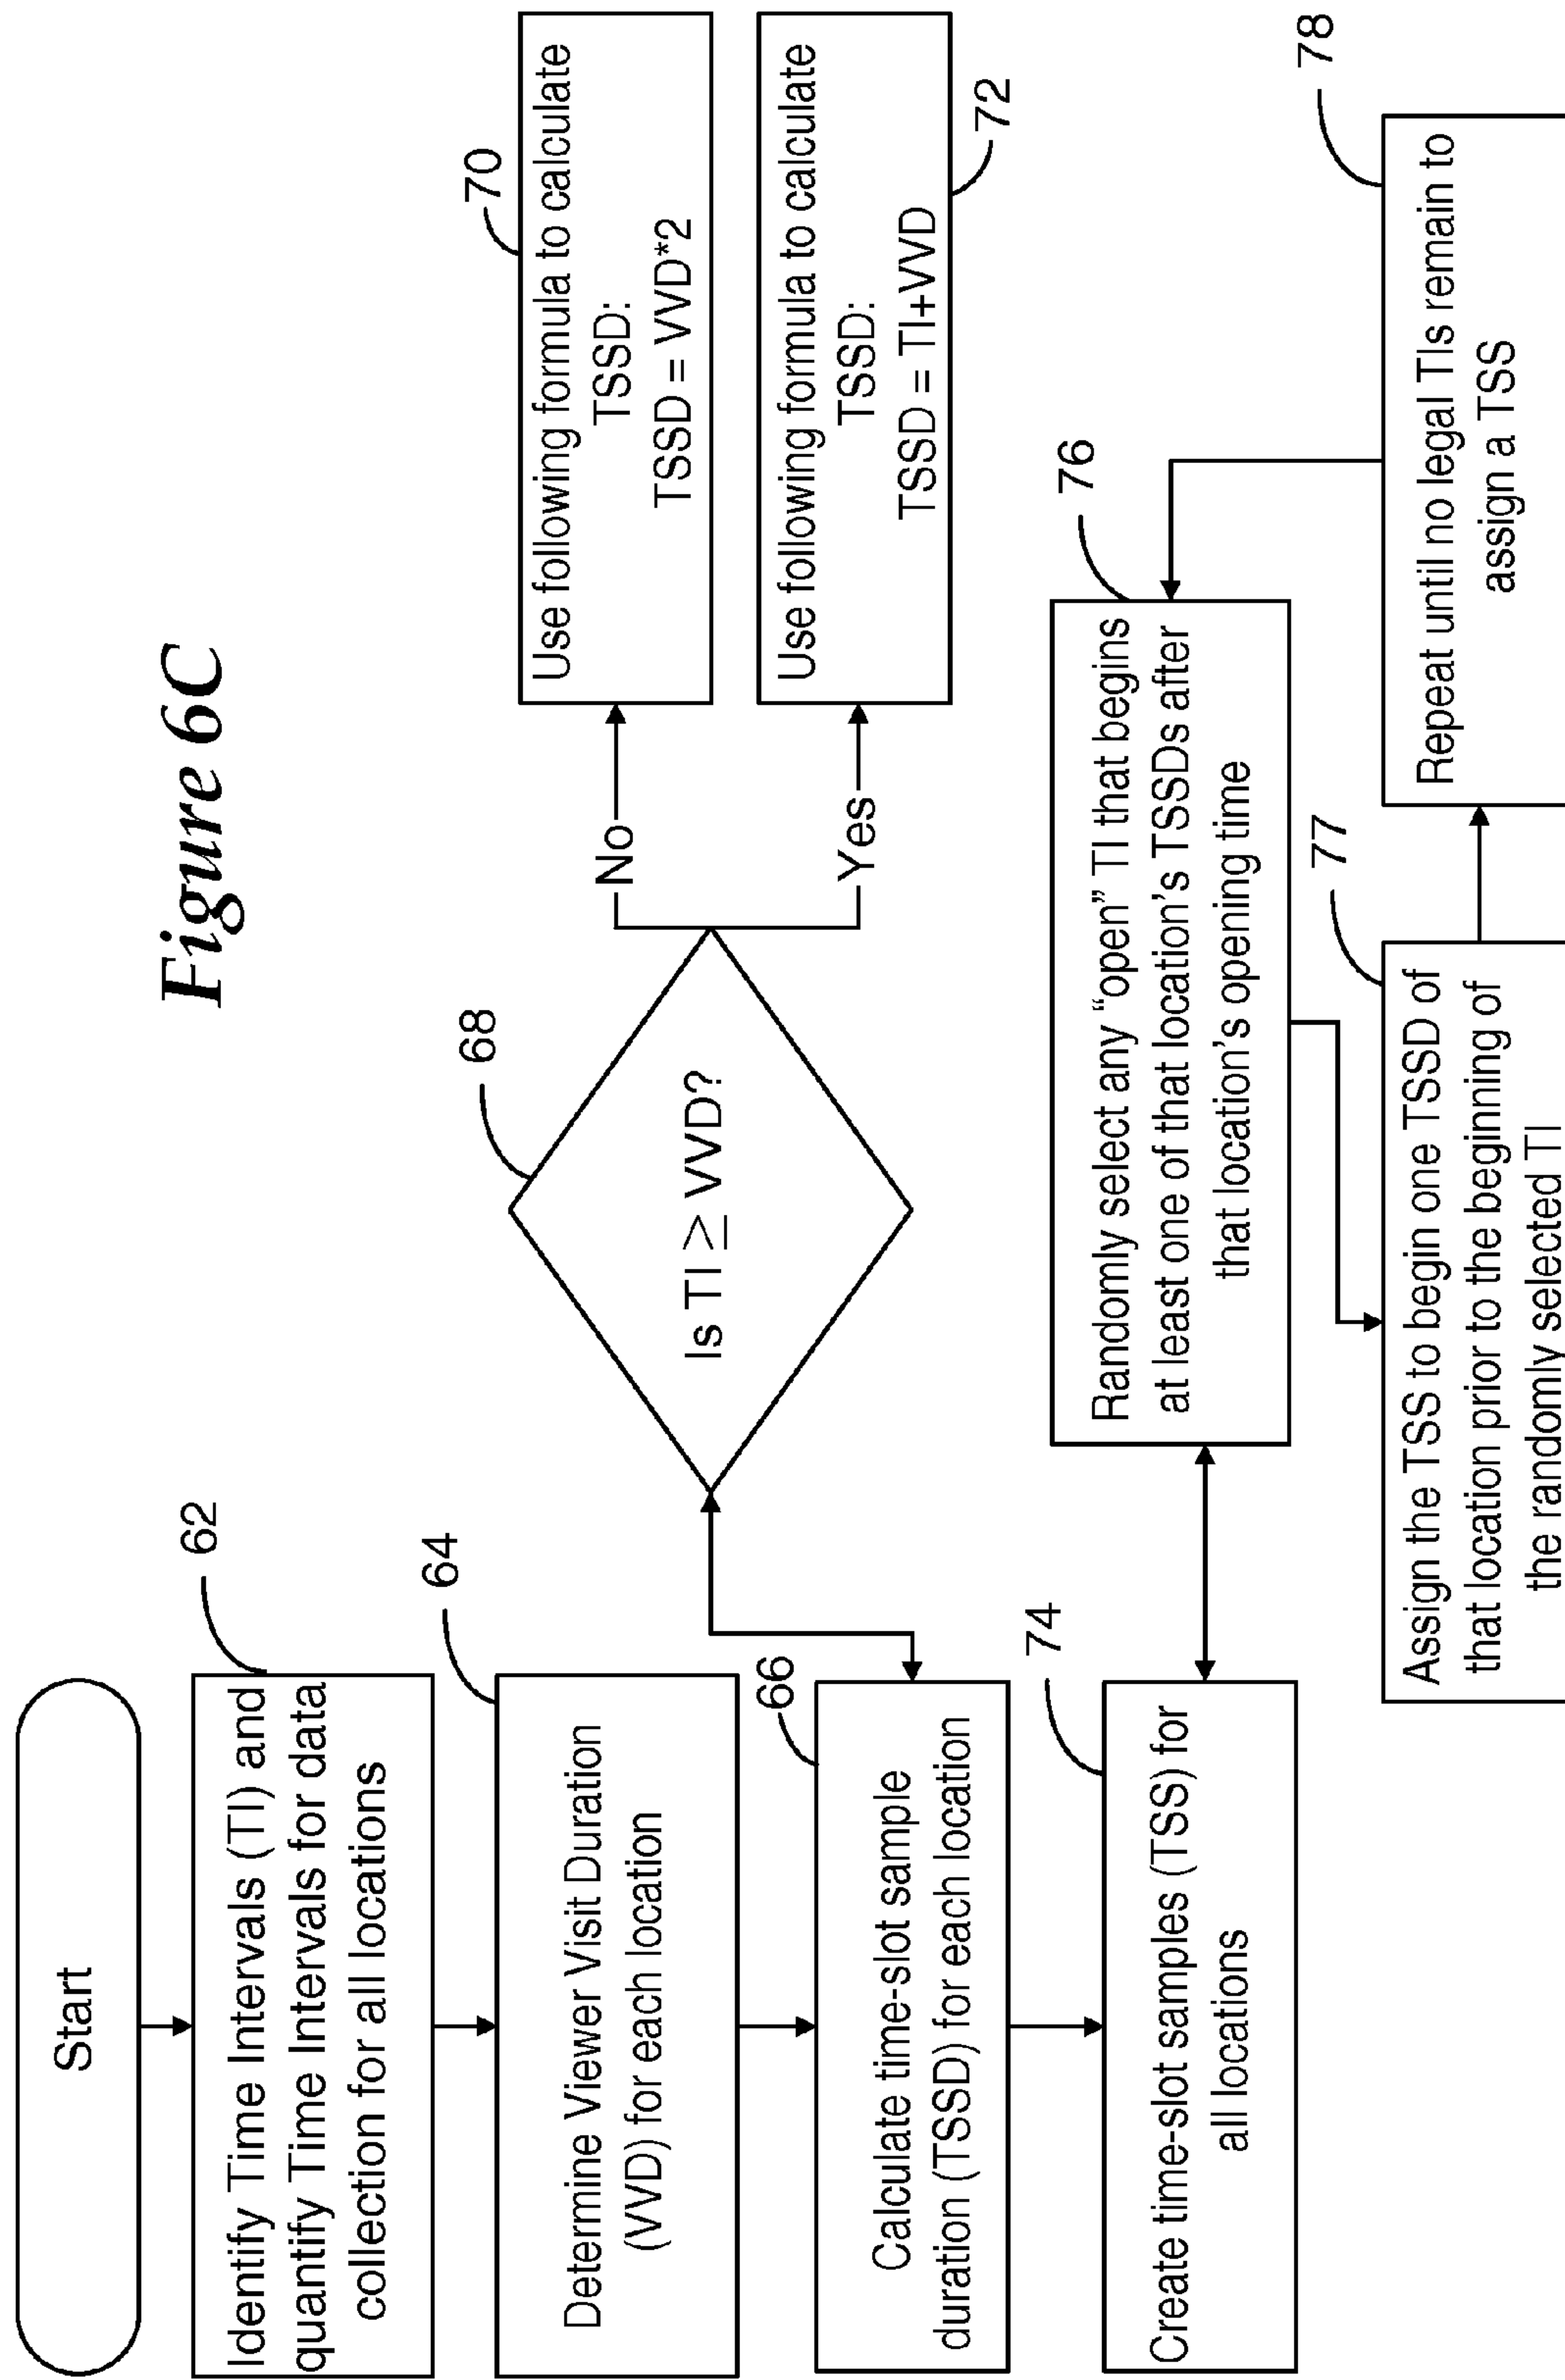 Figure 6C
Start
62
Identify Time Intervals (TI) and
quantify Time Intervals for data
collection for all locations
64
Determine Viewer Visit Duration
(VVD) for each location
66
Calculate time-slot sample
duration (TSSD) for each location
68
Is TI ≥ VVD?
No
70
Use following formula to calculate
TSSD:
TSSD = VVD*2
Yes
Use following formula to calculate
TSSD:
TSSD = TI+VVD
72
74
Create time-slot samples (TSS) for
all locations
76
Randomly select any “open” TI that begins
at least one of that location's TSSDs after
that location's opening time
77
Assign the TSS to begin one TSSD of
that location prior to the beginning of
the randomly selected TI
78
Repeat until no legal TIs remain to
assign a TSS